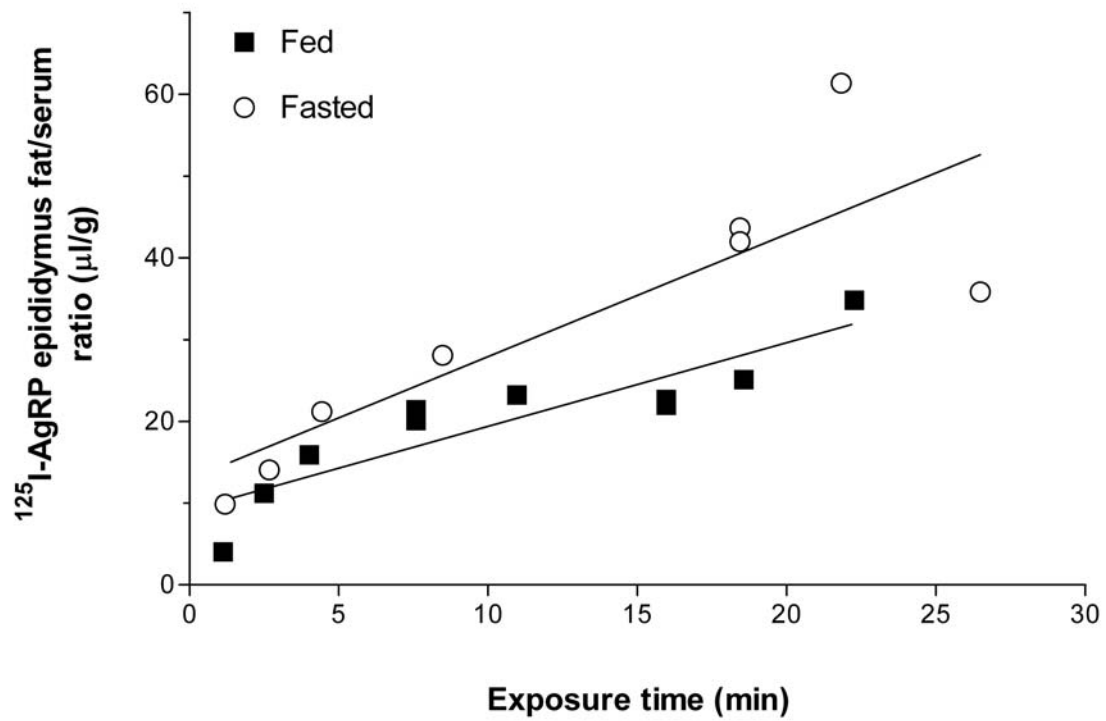 Fed
Fasted
¹²⁵I-AgRP epididymus fat/serum
ratio (μl/g)
60
40
20
0
0 5 10 15 20 25 30
Exposure time (min)